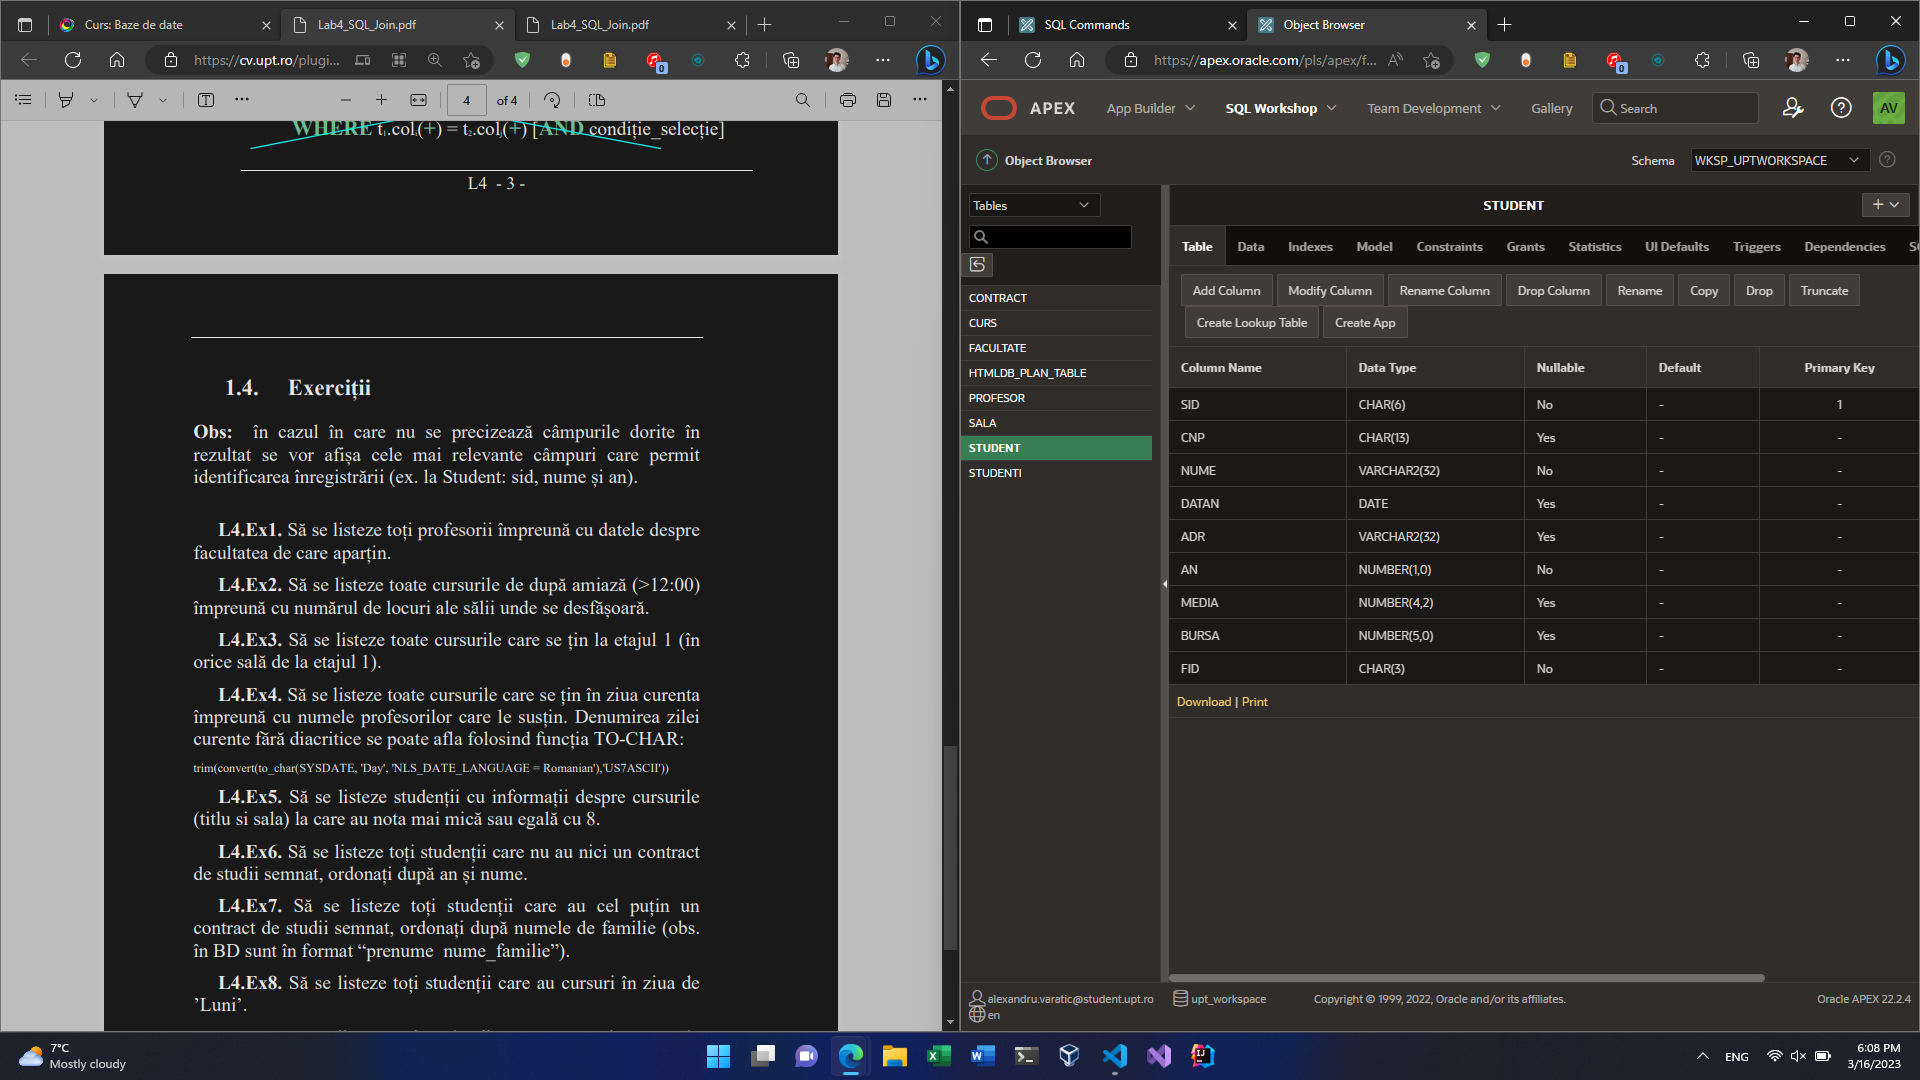 Curs: Baze de date
Lab4_SQL_Join.pdf
Lab4_SQL_Join.pdf
https://cv.upt.ro/plugi...
4 of 4
WHERE t₁.colᵢ(+) = t₂.colⱼ(+) [AND condiție_selecție]
L4 - 3 -
1.4. Exerciții
Obs: în cazul în care nu se precizează câmpurile dorite în
rezultat se vor afișa cele mai relevante câmpuri care permit
identificarea înregistrării (ex. la Student: sid, nume și an).
L4.Ex1. Să se listeze toți profesorii împreună cu datele despre
facultatea de care aparțin.
L4.Ex2. Să se listeze toate cursurile de după amiază (>12:00)
împreună cu numărul de locuri ale sălii unde se desfășoară.
L4.Ex3. Să se listeze toate cursurile care se țin la etajul 1 (în
orice sală de la etajul 1).
L4.Ex4. Să se listeze toate cursurile care se țin în ziua curenta
împreună cu numele profesorilor care le susțin. Denumirea zilei
curente fără diacritice se poate afla folosind funcția TO-CHAR:
trim(convert(to_char(SYSDATE, 'Day', 'NLS_DATE_LANGUAGE = Romanian'),'US7ASCII'))
L4.Ex5. Să se listeze studenții cu informații despre cursurile
(titlu si sala) la care au nota mai mică sau egală cu 8.
L4.Ex6. Să se listeze toți studenții care nu au nici un contract
de studii semnat, ordonați după an și nume.
L4.Ex7. Să se listeze toți studenții care au cel puțin un
contract de studii semnat, ordonați după numele de familie (obs.
în BD sunt în format “prenume nume_familie”).
L4.Ex8. Să se listeze toți studenții care au cursuri în ziua de
’Luni’.
SQL Commands
Object Browser
https://apex.oracle.com/pls/apex/f...
APEX App Builder SQL Workshop Team Development Gallery Search AV
Object Browser Schema WKSP_UPTWORKSPACE
Tables
CONTRACT
CURS
FACULTATE
HTMLDB_PLAN_TABLE
PROFESOR
SALA
STUDENT
STUDENTI
STUDENT
Table Data Indexes Model Constraints Grants Statistics UI Defaults Triggers Dependencies
Add Column Modify Column Rename Column Drop Column Rename Copy Drop Truncate
Create Lookup Table Create App
Column Name Data Type Nullable Default Primary Key
SID CHAR(6) No - 1
CNP CHAR(13) Yes - -
NUME VARCHAR2(32) No - -
DATAN DATE Yes - -
ADR VARCHAR2(32) Yes - -
AN NUMBER(1,0) No - -
MEDIA NUMBER(4,2) Yes - -
BURSA NUMBER(5,0) Yes - -
FID CHAR(3) No - -
Download | Print
alexandru.varatic@student.upt.ro upt_workspace Copyright © 1999, 2022, Oracle and/or its affiliates. Oracle APEX 22.2.4
en
7°C
Mostly cloudy
ENG
6:08 PM
3/16/2023